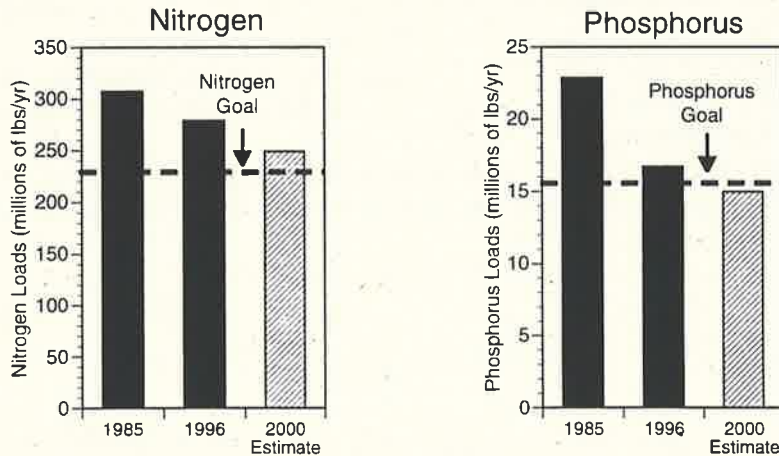 Nitrogen
Nitrogen Loads (millions of lbs/yr)
350
300
250
200
150
100
50
0
Nitrogen
Goal
1985
1996
2000
Estimate
Phosphorus
Phosphorus Loads (millions of lbs/yr)
25
20
15
10
5
0
Phosphorus
Goal
1985
1996
2000
Estimate